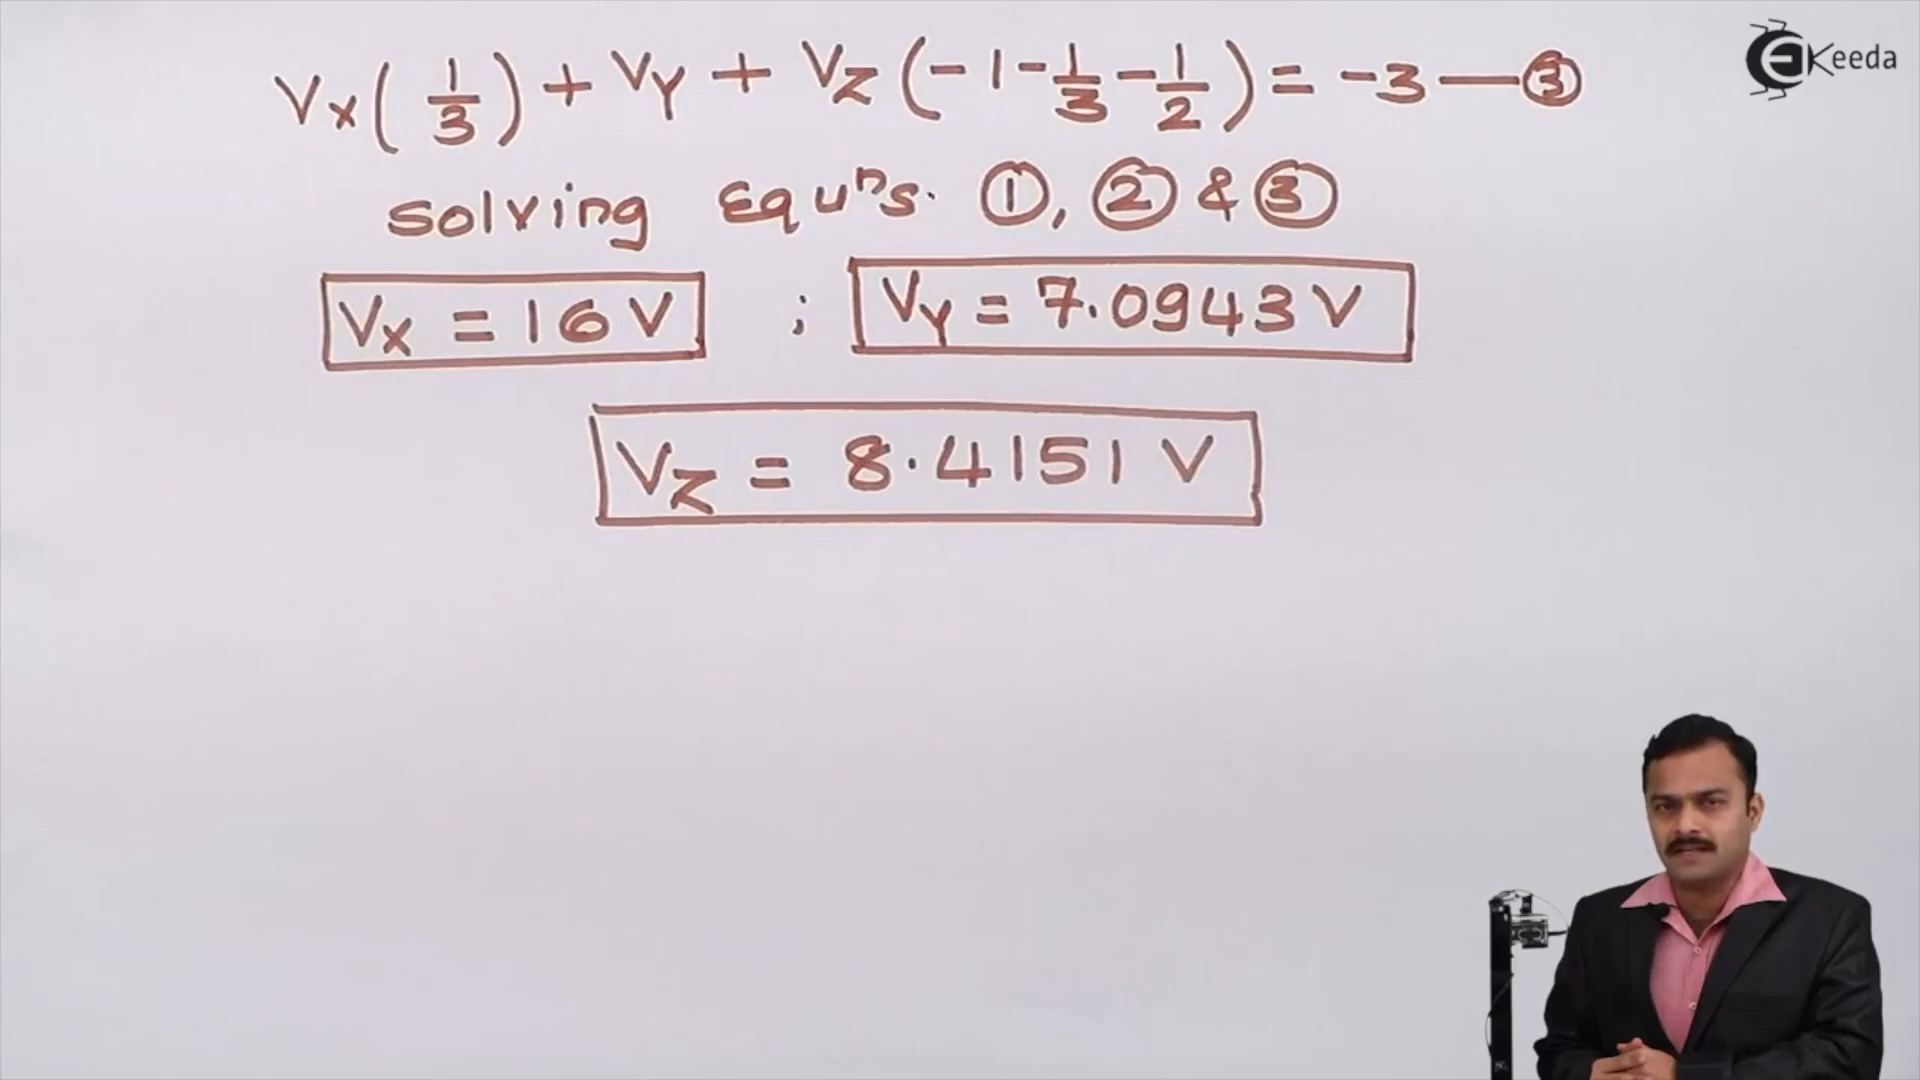 Keeda
Vx(1/3) + Vy + Vz(-1-1/3-1/2) = -3 — ③
solving Equⁿs. ①, ② & ③
Vx = 16 V ; Vy = 7.0943 V
Vz = 8.4151 V